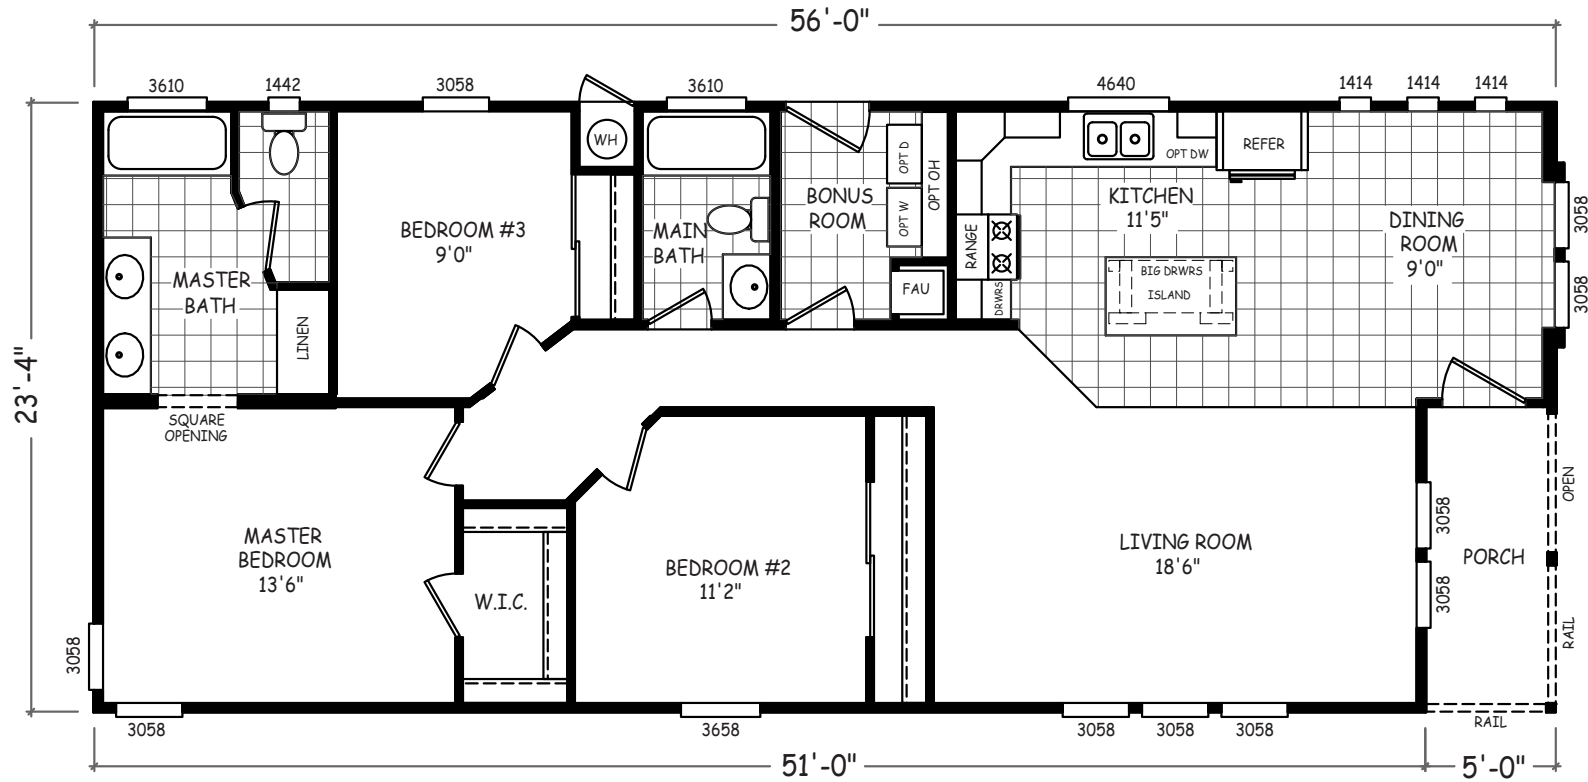 56'-0"
3610
1442
3058
3610
4640
1414
1414
1414
WH
OPT D
OPT W
OPT OH
OPT DW
REFER
BONUS
ROOM
KITCHEN
11'5"
BEDROOM #3
9'0"
MAIN
BATH
RANGE
DINING
ROOM
9'0"
3058
3058
MASTER
BATH
BIG DRWRS
ISLAND
FAU
DRWRS
LINEN
23'-4"
SQUARE
OPENING
OPEN
3058
MASTER
BEDROOM
13'6"
BEDROOM #2
11'2"
LIVING ROOM
18'6"
PORCH
W.I.C.
3058
RAIL
3058
3058
3658
3058
3058
3058
RAIL
51'-0"
5'-0"